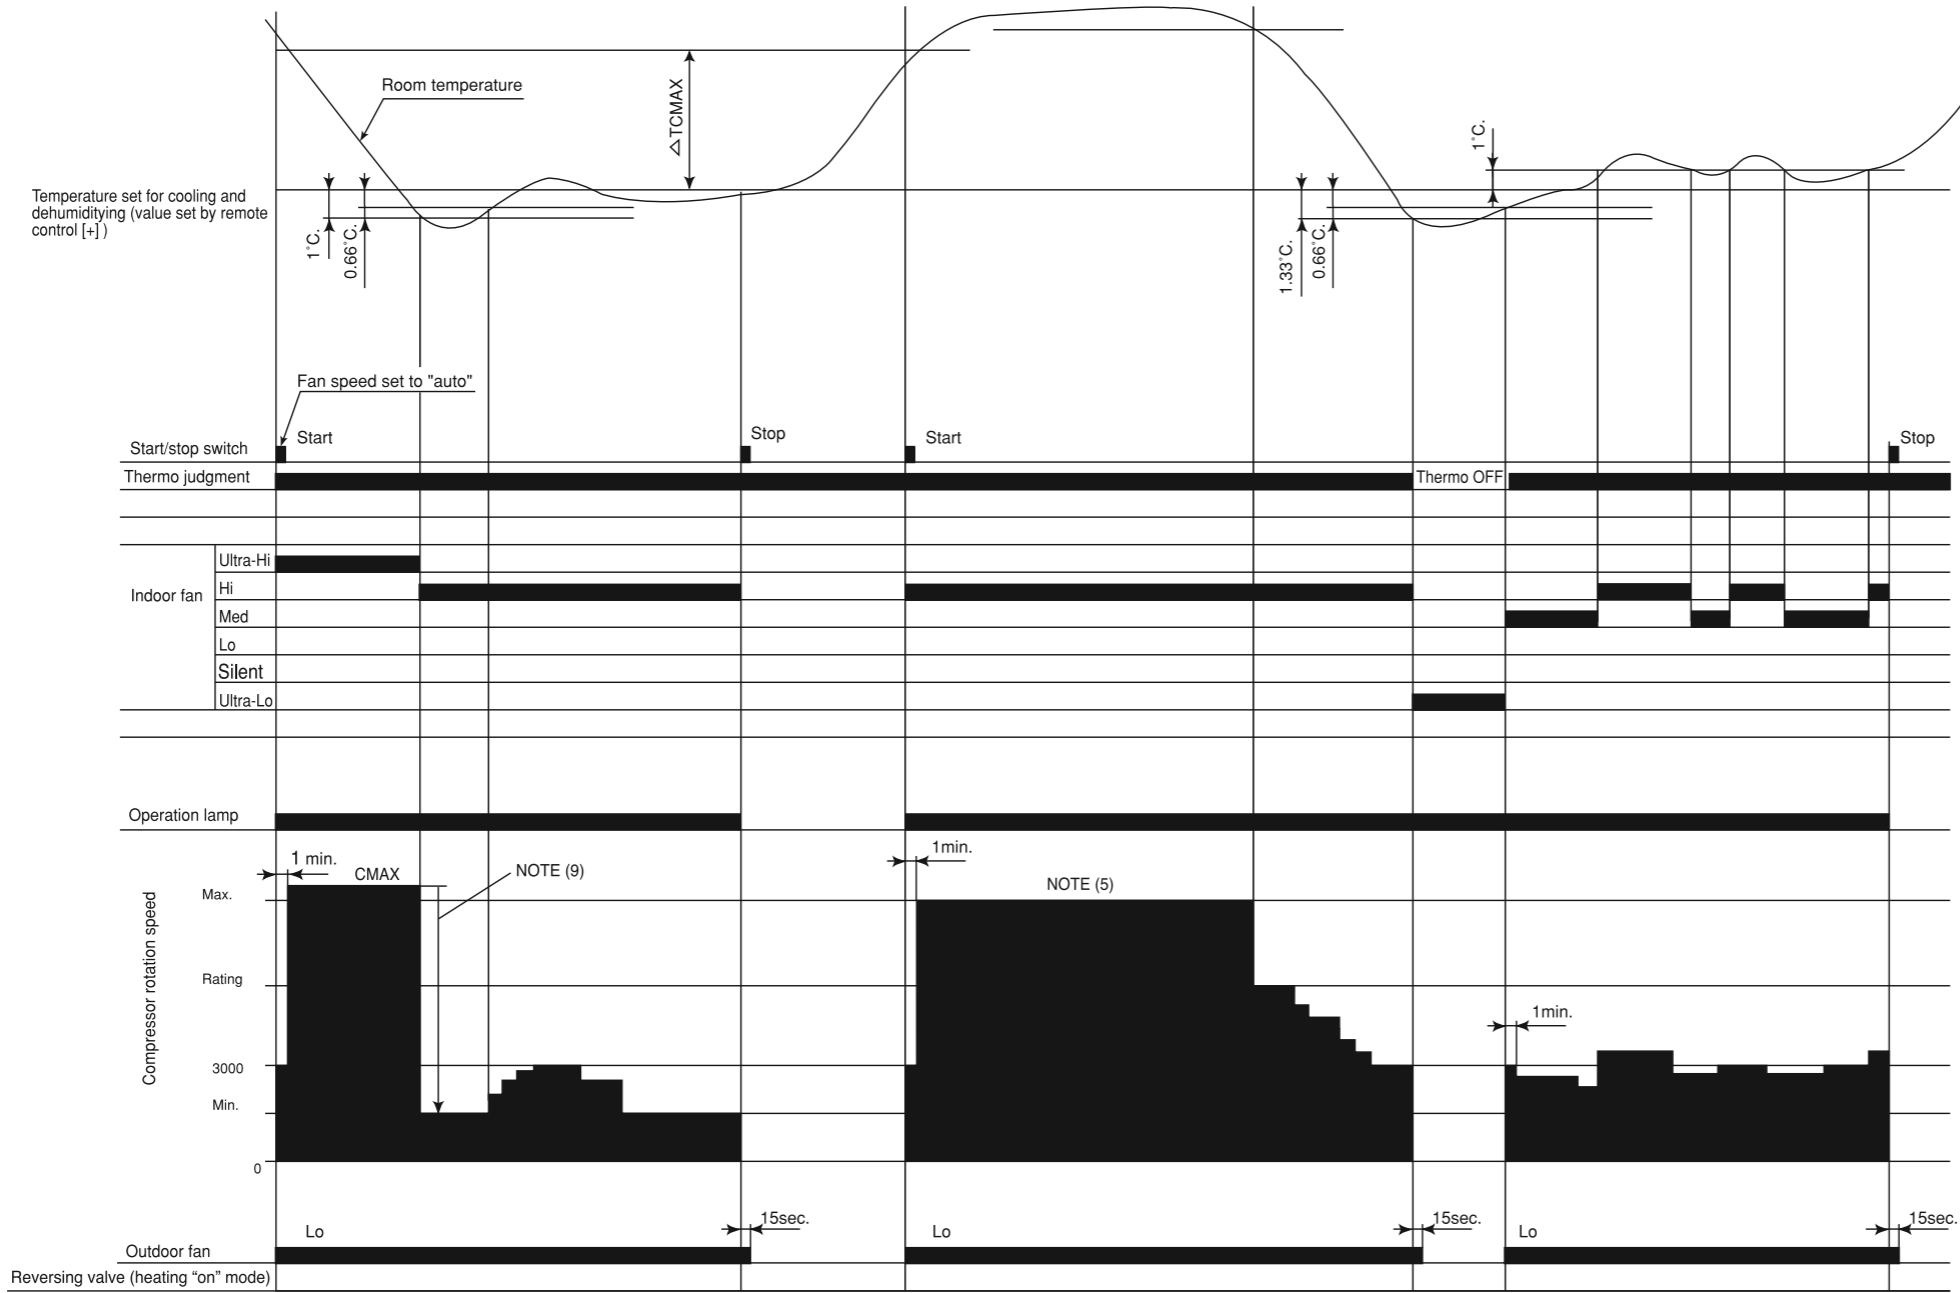 Room temperature
△TCMAX
1°C.
Temperature set for cooling and
dehumiditying (value set by remote
control [+] )
1°C.
0.66°C.
1.33°C.
0.66°C.
Fan speed set to "auto"
Start/stop switch
Start
Stop
Start
Stop
Thermo judgment
Thermo OFF
Indoor fan
Ultra-Hi
Hi
Med
Lo
Silent
Ultra-Lo
Operation lamp
Compressor rotation speed
1 min.
CMAX
NOTE (9)
1min.
NOTE (5)
1min.
Max.
Rating
3000
Min.
0
15sec.
15sec.
15sec.
Outdoor fan
Lo
Lo
Lo
Reversing valve (heating “on” mode)